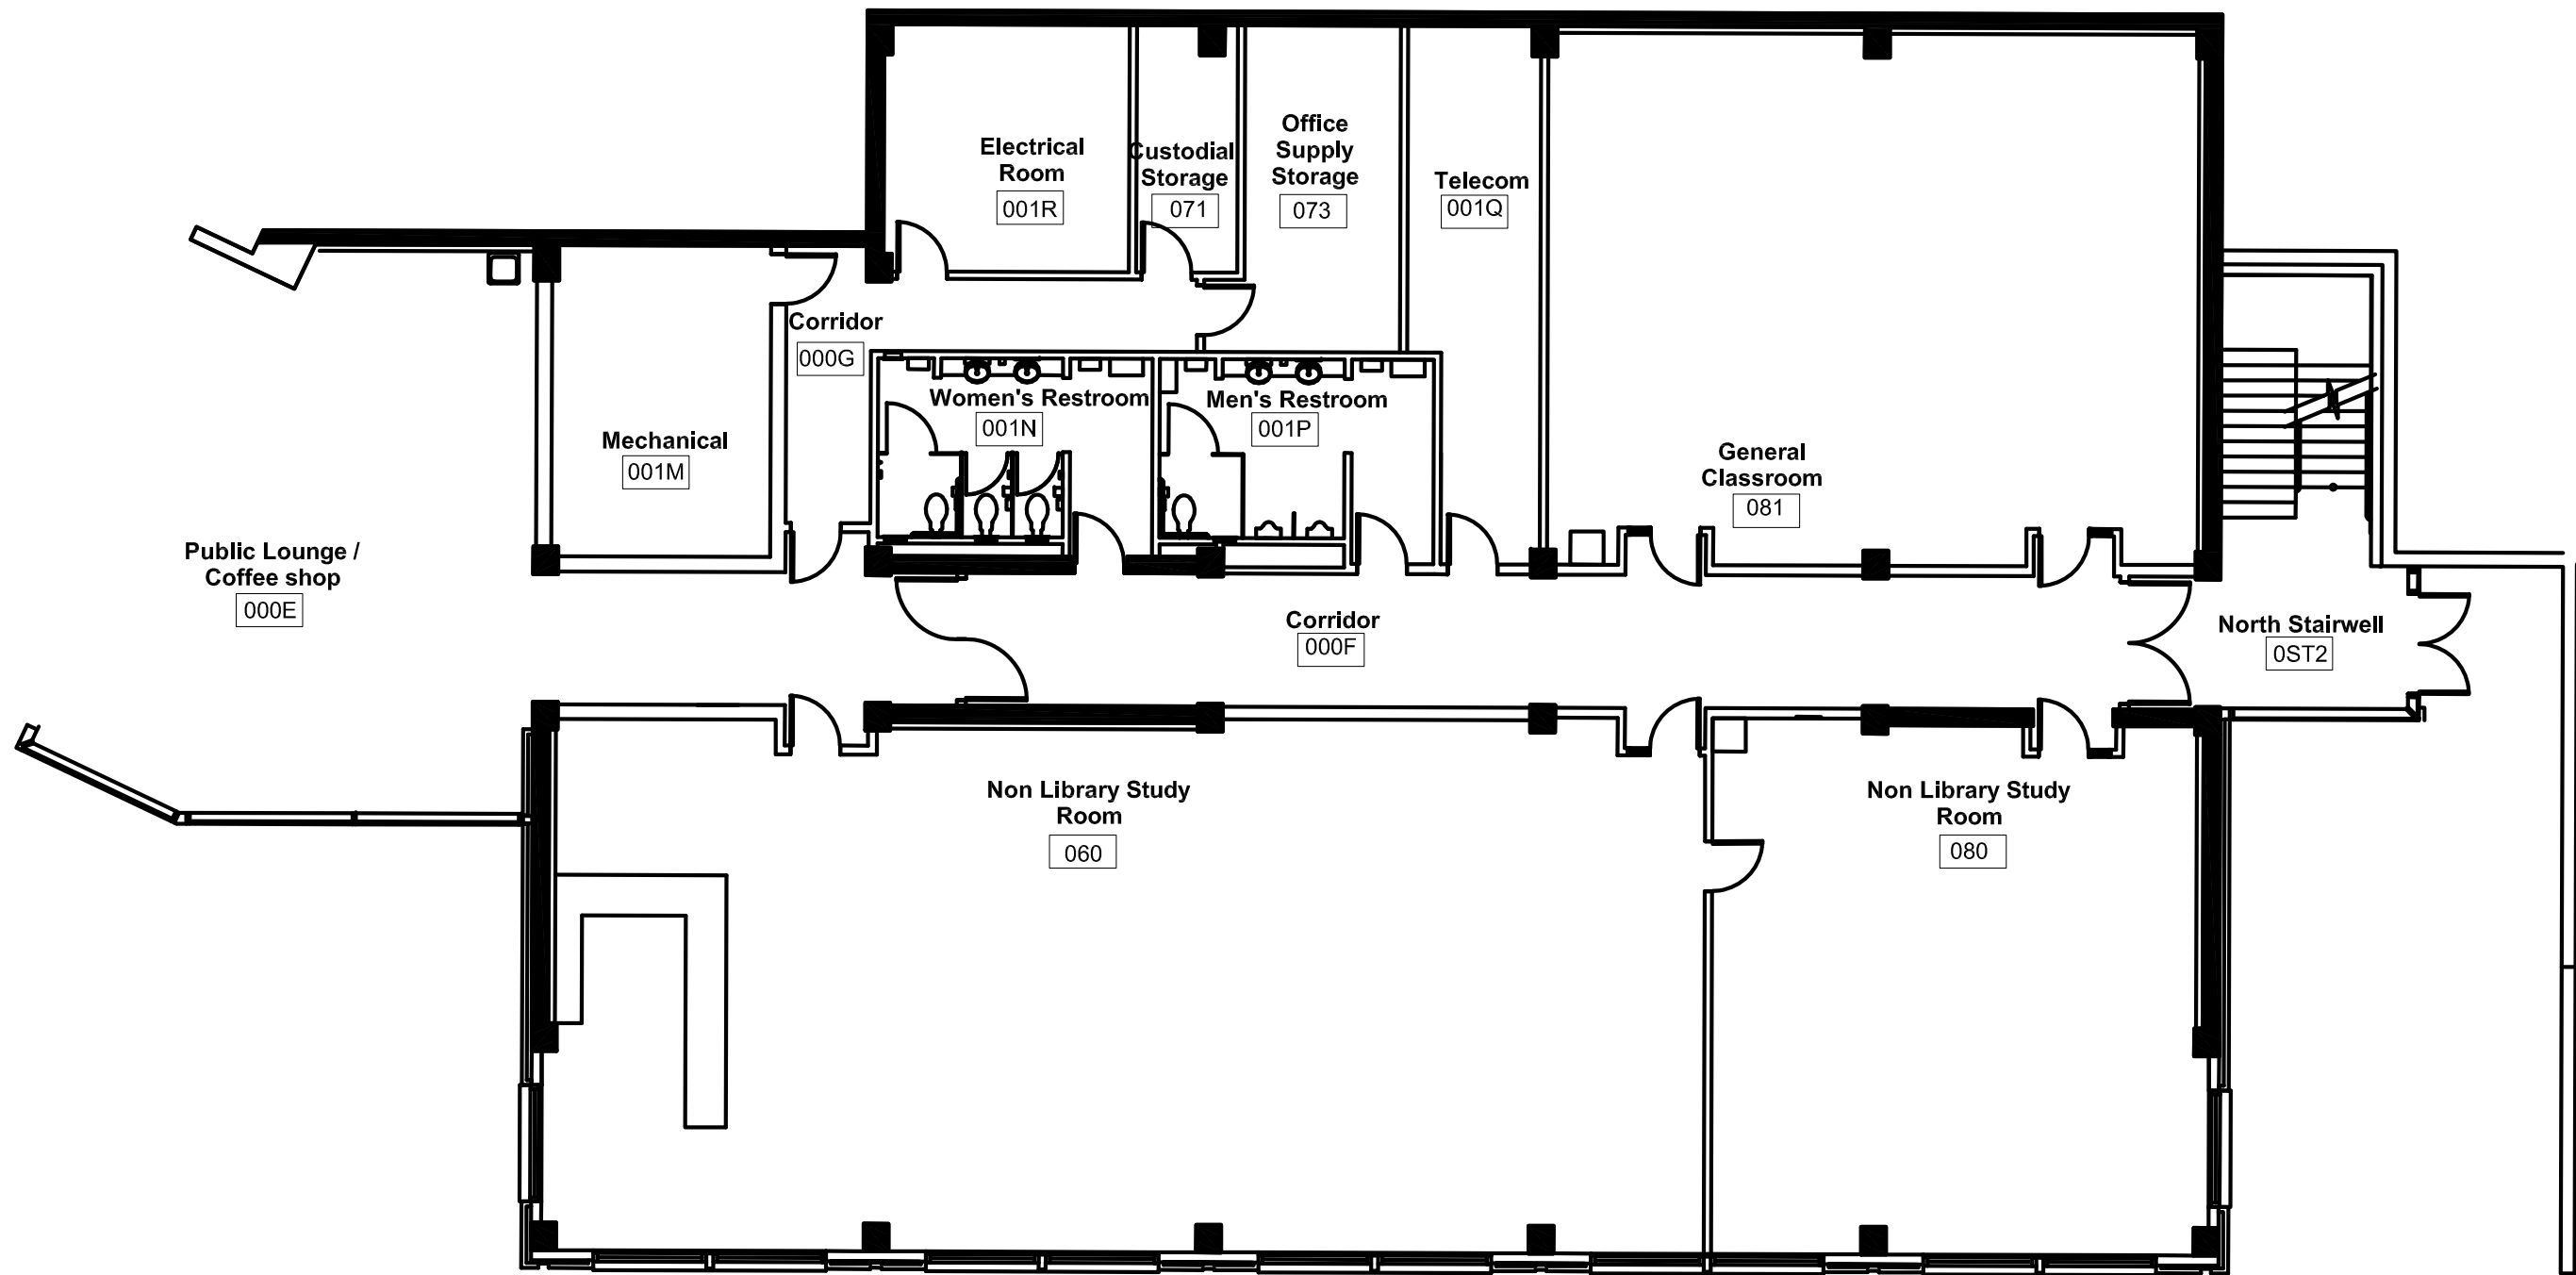 Electrical
Room
001R
Custodial
Storage
071
Office
Supply
Storage
073
Telecom
001Q
Corridor
000G
Women's Restroom
001N
Men's Restroom
001P
Mechanical
001M
General
Classroom
081
Public Lounge /
Coffee shop
000E
Corridor
000F
North Stairwell
0ST2
Non Library Study
Room
060
Non Library Study
Room
080